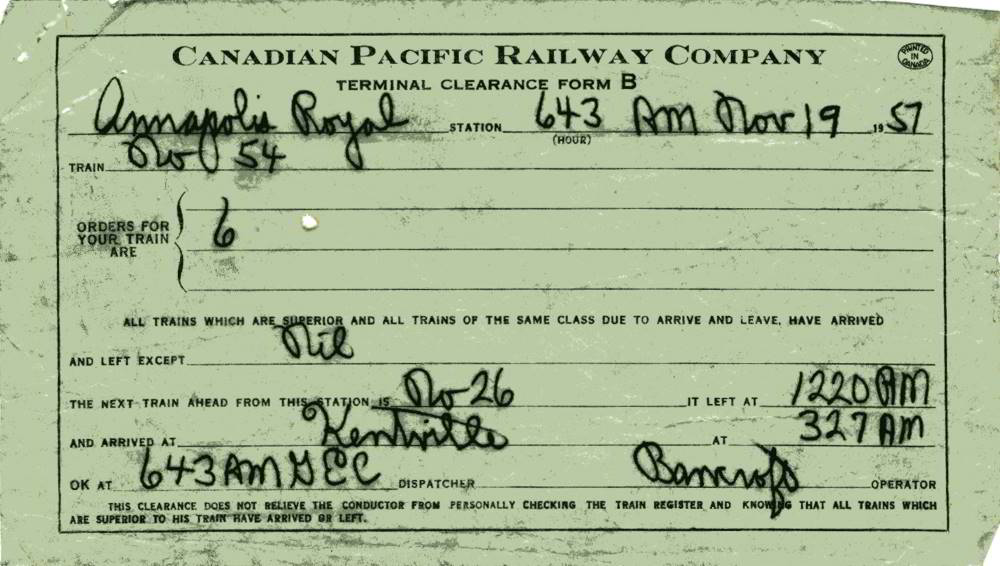 CANADIAN PACIFIC RAILWAY COMPANY
PRINTED IN CANADA
TERMINAL CLEARANCE FORM B
Annapolis Royal STATION 643 AM Nov 19 1957
(HOUR)
TRAIN No 54
ORDERS FOR
YOUR TRAIN 6
ARE
ALL TRAINS WHICH ARE SUPERIOR AND ALL TRAINS OF THE SAME CLASS DUE TO ARRIVE AND LEAVE, HAVE ARRIVED
AND LEFT EXCEPT Nil
THE NEXT TRAIN AHEAD FROM THIS STATION IS No 26 IT LEFT AT 1220 AM
AND ARRIVED AT Kentville AT 327 AM
OK AT 643 AM GEC DISPATCHER Bancroft OPERATOR
THIS CLEARANCE DOES NOT RELIEVE THE CONDUCTOR FROM PERSONALLY CHECKING THE TRAIN REGISTER AND KNOWING THAT ALL TRAINS WHICH
ARE SUPERIOR TO HIS TRAIN HAVE ARRIVED OR LEFT.